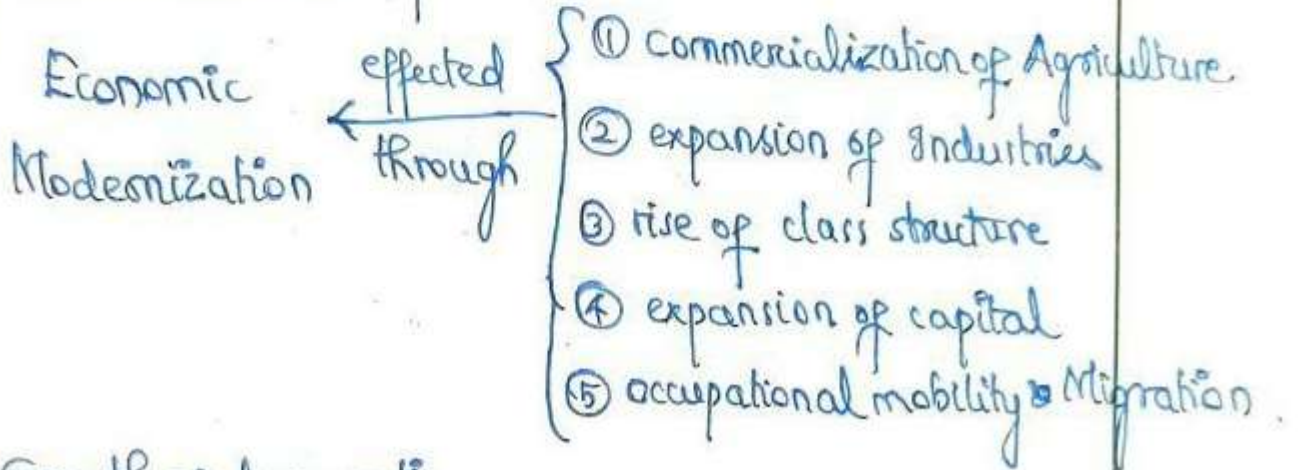 Economic Modernization
effected through
① commercialization of Agriculture.
② expansion of Industries
③ rise of class structure
④ expansion of capital
⑤ occupational mobility Migration.